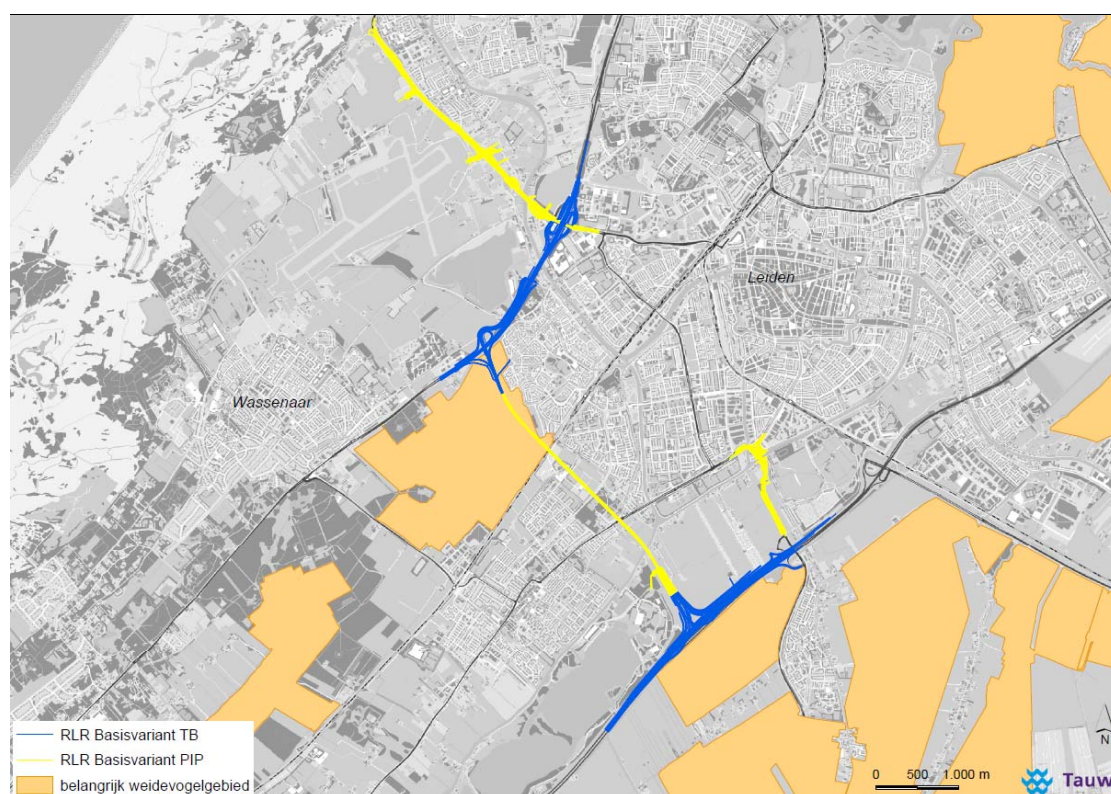 Leiden
Wassenaar
RLR Basisvariant TB
RLR Basisvariant PIP
belangrijk weidevogelgebied
0 500 1.000 m
N
Tauw